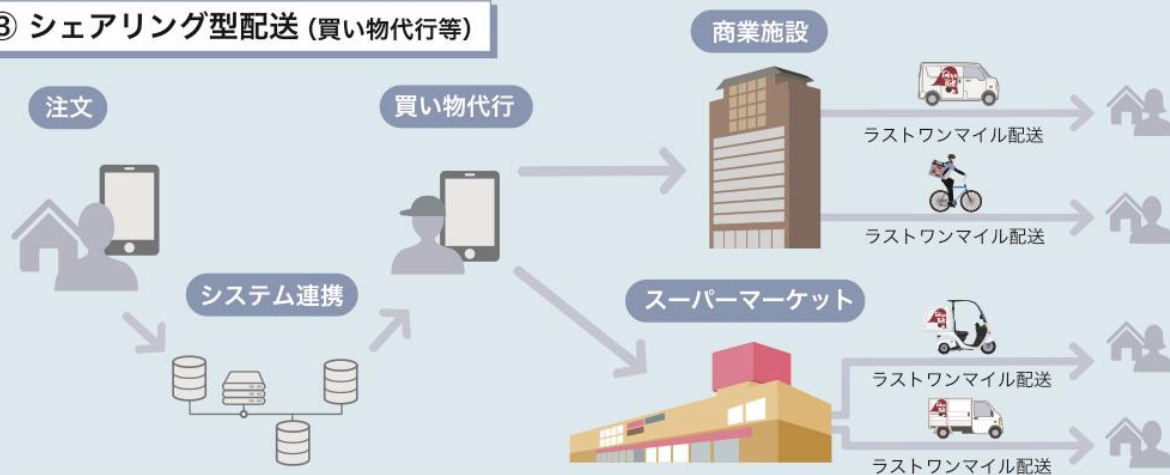 ③ シェアリング型配送 (買い物代行等)
注文
買い物代行
商業施設
ラストワンマイル配送
ラストワンマイル配送
システム連携
スーパーマーケット
ラストワンマイル配送
ラストワンマイル配送